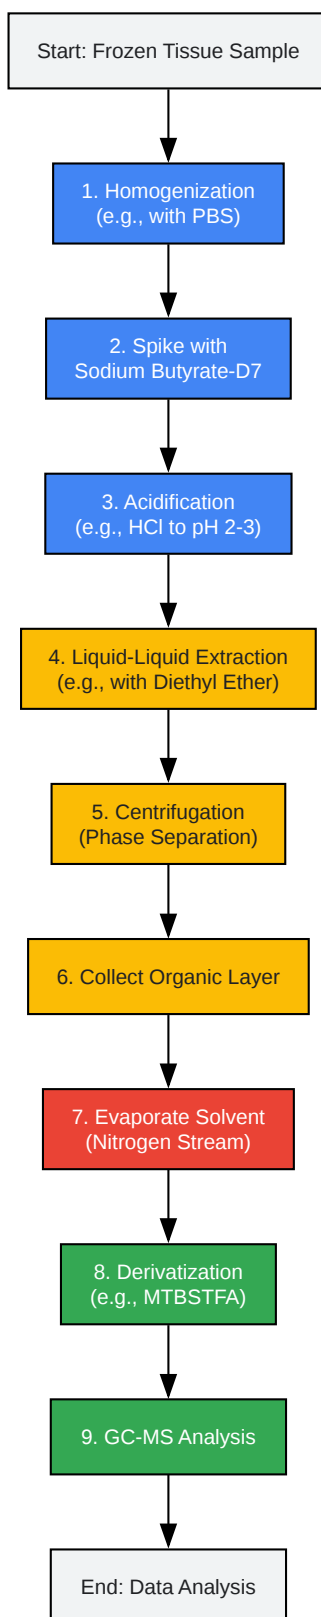 Start: Frozen Tissue Sample
1. Homogenization
(e.g., with PBS)
2. Spike with
Sodium Butyrate-D7
3. Acidification
(e.g., HCl to pH 2-3)
4. Liquid-Liquid Extraction
(e.g., with Diethyl Ether)
5. Centrifugation
(Phase Separation)
6. Collect Organic Layer
7. Evaporate Solvent
(Nitrogen Stream)
8. Derivatization
(e.g., MTBSTFA)
9. GC-MS Analysis
End: Data Analysis